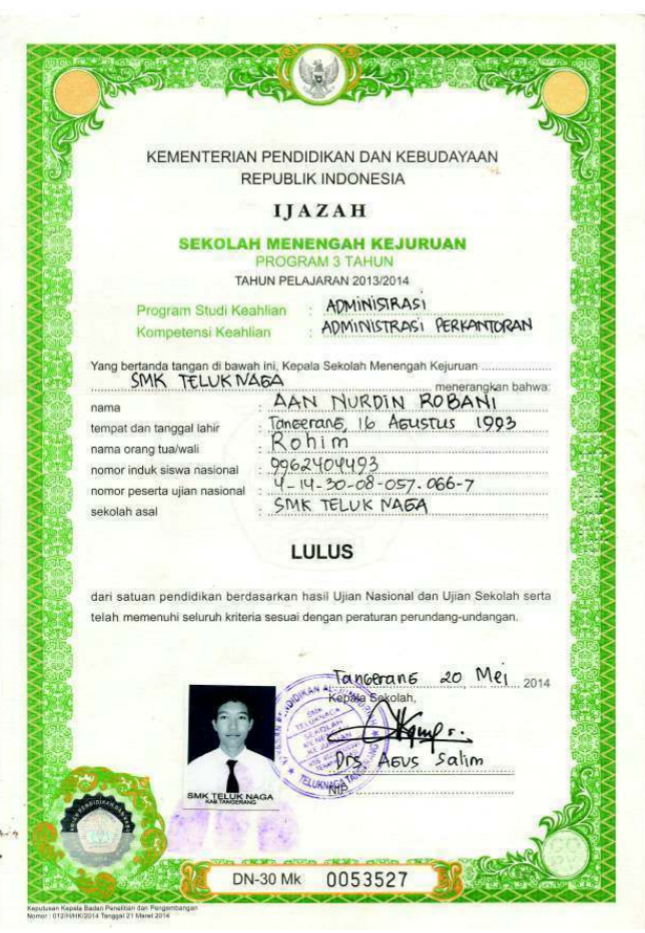 KEMENTERIAN PENDIDIKAN DAN KEBUDAYAAN
REPUBLIK INDONESIA
IJAZAH
SEKOLAH MENENGAH KEJURUAN
PROGRAM 3 TAHUN
TAHUN PELAJARAN 2013/2014
Program Studi Keahlian : ADMINISTRASI
Kompetensi Keahlian : ADMINISTRASI PERKANTORAN
Yang bertanda tangan di bawah ini, Kepala Sekolah Menengah Kejuruan
SMK TELUK NAGA menerangkan bahwa:
nama : AAN NURDIN ROBANI
tempat dan tanggal lahir : Tangerang, 16 AGUSTUS 1993
nama orang tua/wali : Rohim
nomor induk siswa nasional : 9962404493
nomor peserta ujian nasional : 4-14-30-08-057-066-7
sekolah asal : SMK TELUK NAGA
LULUS
dari satuan pendidikan berdasarkan hasil Ujian Nasional dan Ujian Sekolah serta
telah memenuhi seluruh kriteria sesuai dengan peraturan perundang-undangan.
Tangerang 20 Mei 2014
Kepala Sekolah,
SMK
TELUKNAGA
SEKOLAH
KEJURUAN
Drs AGUS Salim
NIP
SMK TELUK NAGA
KAB.TANGERANG
DN-30 Mk 0053527
Keputusan Kepala Badan Penelitian dan Pengembangan
Nomor : 012/H/HK/2014 Tanggal 21 Maret 2014